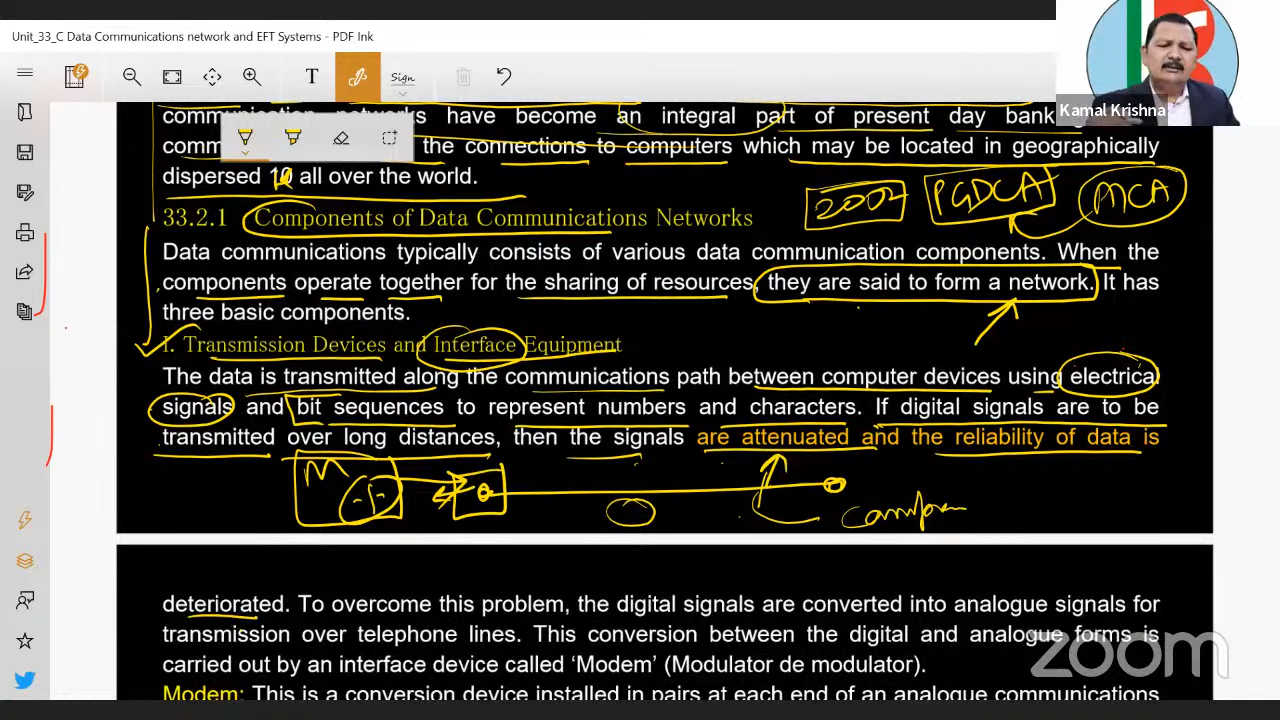 Unit_33_C Data Communications network and EFT Systems - PDF Ink
T
Sign
Kamal Krishna
communication networks have become an integral part of present day bank
the connections to computers which may be located in geographically
dispersed all over the world.
2007 PGDCA MCA
33.2.1 Components of Data Communications Networks
Data communications typically consists of various data communication components. When the
components operate together for the sharing of resources, they are said to form a network. It has
three basic components.
I. Transmission Devices and Interface Equipment
The data is transmitted along the communications path between computer devices using electrical
signals and bit sequences to represent numbers and characters. If digital signals are to be
transmitted over long distances, then the signals are attenuated and the reliability of data is
M
deteriorated. To overcome this problem, the digital signals are converted into analogue signals for
transmission over telephone lines. This conversion between the digital and analogue forms is
carried out by an interface device called ‘Modem’ (Modulator de modulator).
Modem: This is a conversion device installed in pairs at each end of an analogue communications
zoom